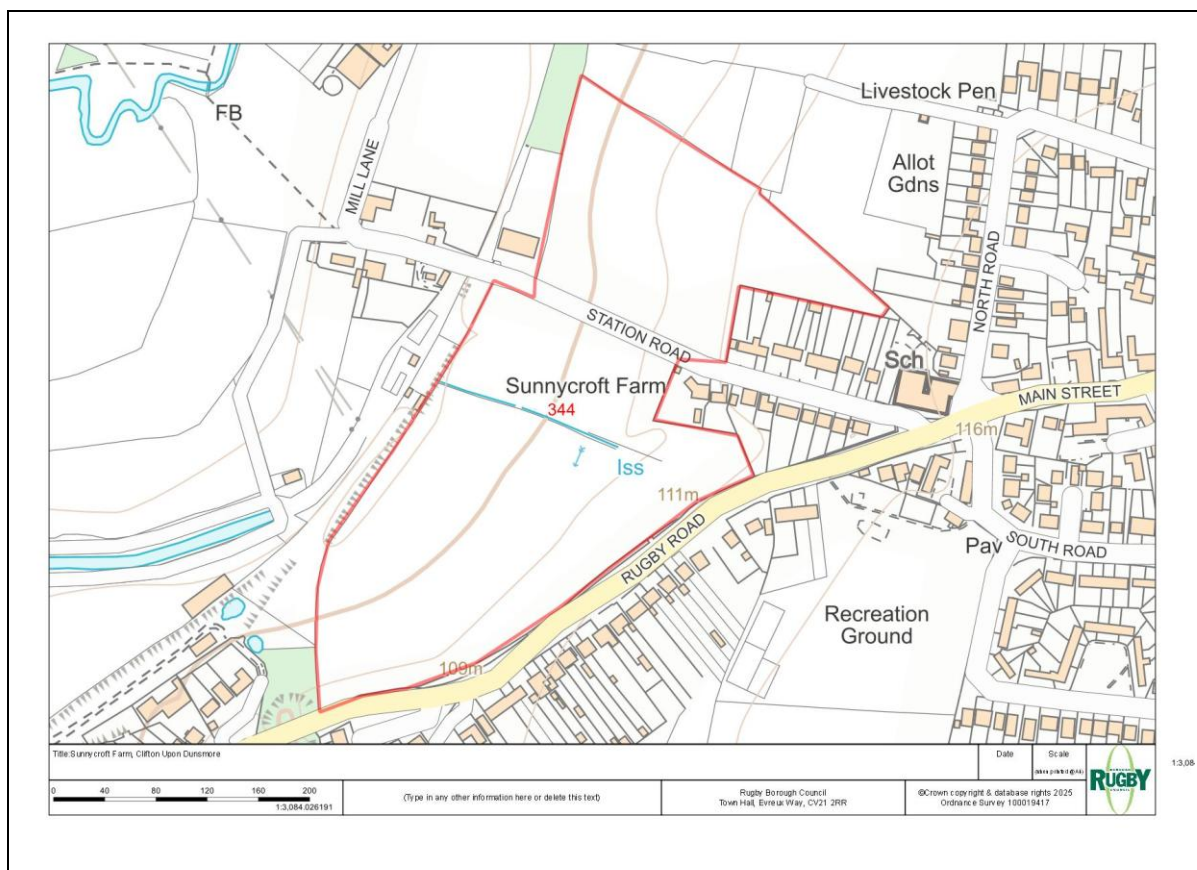 Livestock Pen
FB
Allot
Gdns
MILL LANE
NORTH ROAD
STATION ROAD
Sch
Sunnycroft Farm
344
MAIN STREET
116m
Iss
111m
RUGBY ROAD
Pav
SOUTH ROAD
Recreation
Ground
109m
Title:Sunnycroft Farm, Clifton Upon Dunsmore
Date
Scale
1:3,08
0 40 80 120 160 200
1:3,084.026191
(Type in any other information here or delete this text)
Rugby Borough Council
Town Hall, Evreux Way, CV21 2RR
©Crown copyright & database rights 2025
Ordnance Survey 100019417
RUGBY